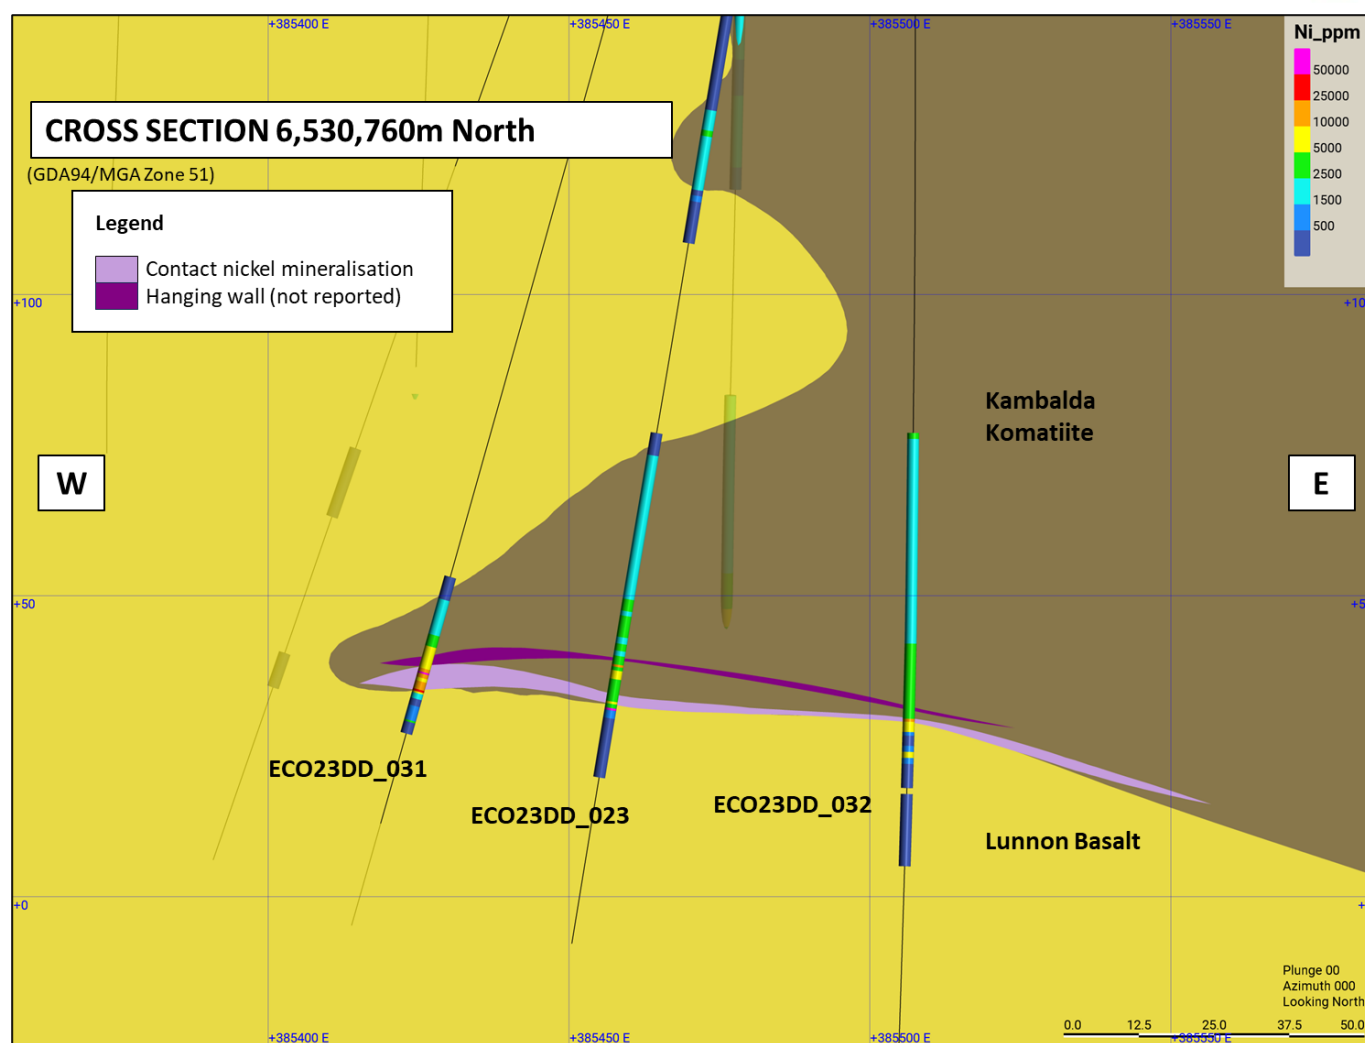 +385400 E
+385450 E
+385500 E
+385550 E
Ni_ppm
50000
25000
10000
5000
2500
1500
500
CROSS SECTION 6,530,760m North
(GDA94/MGA Zone 51)
Legend
Contact nickel mineralisation
Hanging wall (not reported)
+100
+10
Kambalda
Komatiite
W
E
+50
+5
ECO23DD_031
ECO23DD_023
ECO23DD_032
Lunnon Basalt
+0
+
Plunge 00
Azimuth 000
Looking North
0.0
12.5
25.0
37.5
50.0
+385400 E
+385450 E
+385500 E
+385550 E